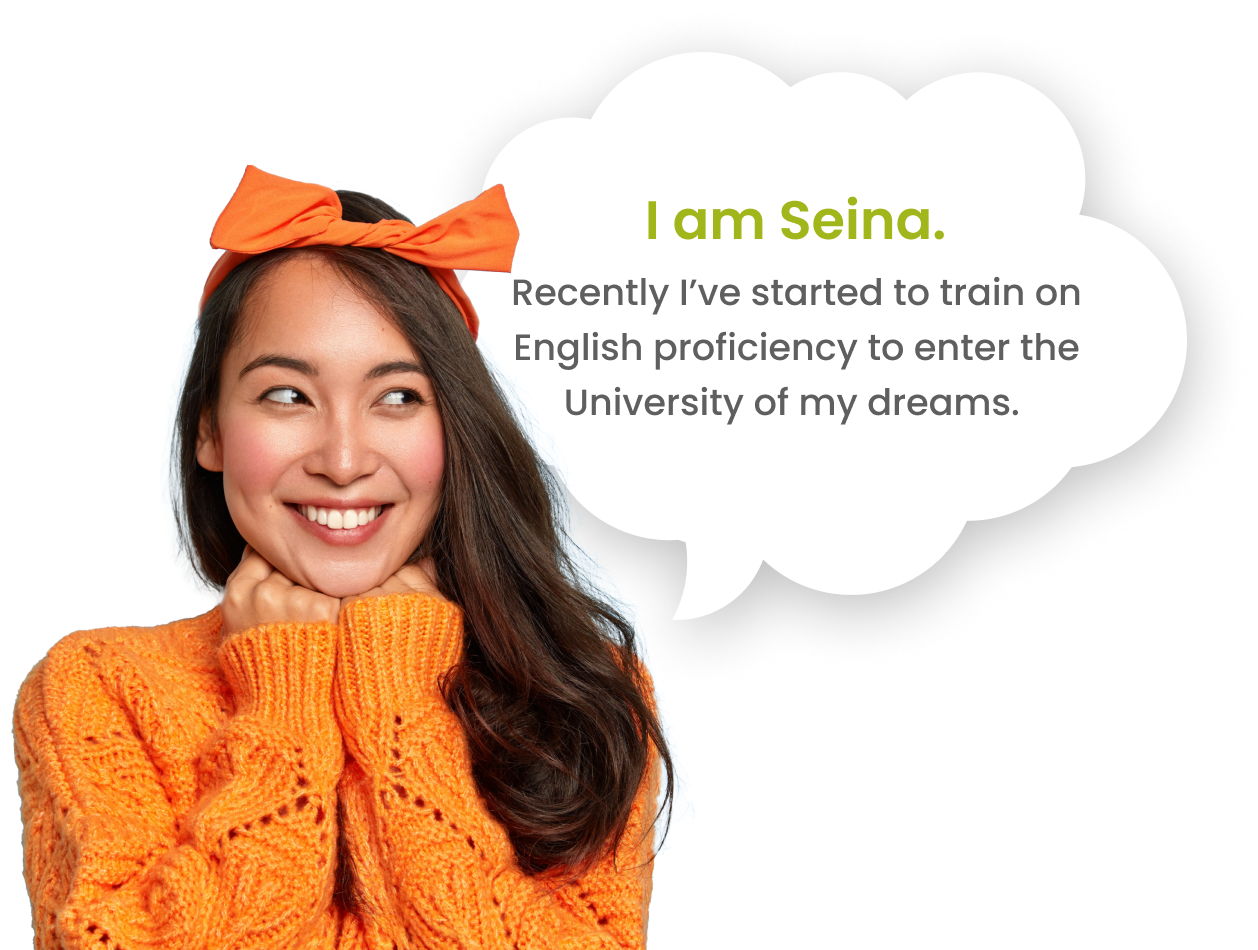 I am Seina.
Recently I’ve started to train on
English proficiency to enter the
University of my dreams.